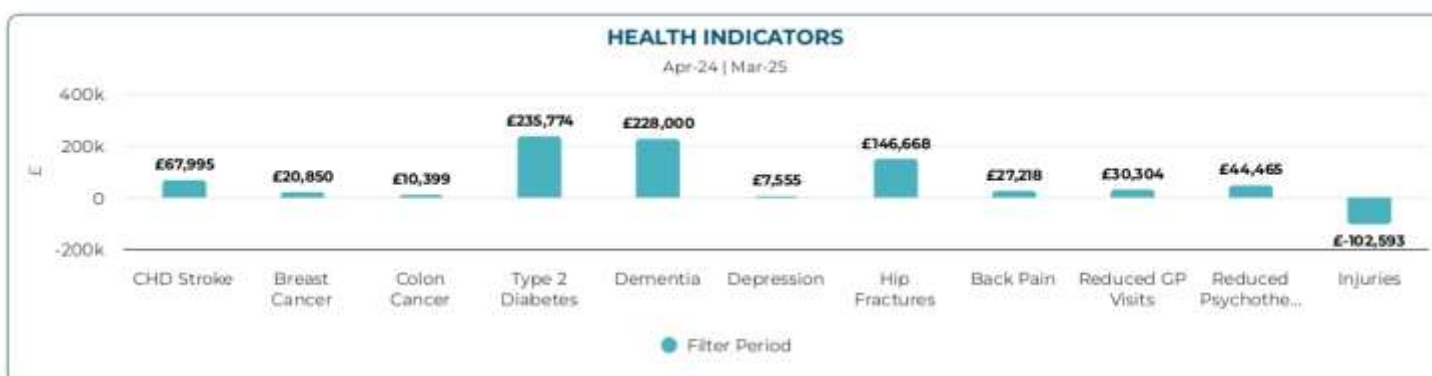 HEALTH INDICATORS
Apr-24 | Mar-25
400k
200k
0
-200k
£
£67,995
£20,850
£10,399
£235,774
£228,000
£7,555
£146,668
£27,218
£30,304
£44,465
£-102,593
CHD Stroke
Breast
Cancer
Colon
Cancer
Type 2
Diabetes
Dementia
Depression
Hip
Fractures
Back Pain
Reduced GP
Visits
Reduced
Psychothe...
Injuries
Filter Period